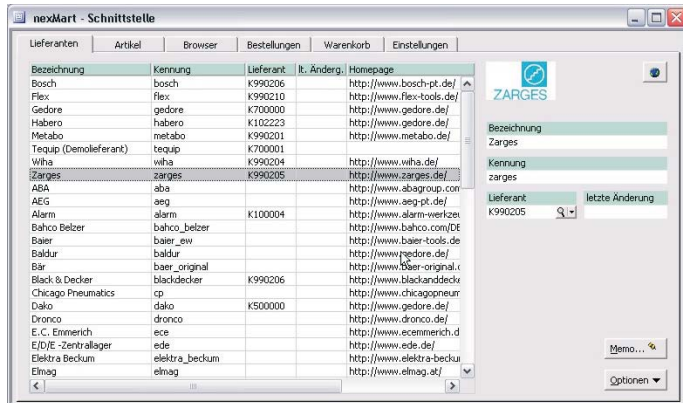 nexMart - Schnittstelle
Lieferanten Artikel Browser Bestellungen Warenkorb Einstellungen
Bezeichnung Kennung Lieferant lt. Änderg. Homepage
Bosch bosch K990206 http://www.bosch-pt.de/
Flex flex K990210 http://www.flex-tools.de/
Gedore gedore K700000 http://www.gedore.de/
Habero habero K102223 http://www.gedore.de/
Metabo metabo K990201 http://www.metabo.de/
Tequip (Demolieferant) tequip K700001
Wiha wiha K990204 http://www.wiha.de/
Zarges zarges K990205 http://www.zarges.de/
ABA aba http://www.abagroup.com
AEG aeg http://www.aeg-pt.de/
Alarm alarm K100004 http://www.alarm-werkzeu
Bahco Belzer bahco_belzer http://www.bahco.com/DE
Baier baier_ew http://www.baier-tools.de
Baldur baldur http://www.gedore.de/
Bär baer_original http://www.baer-original.c
Black & Decker blackdecker K990206 http://www.blackanddecke
Chicago Pneumatics cp http://www.chicagopneum
Dako dako K500000 http://www.gedore.de/
Dronco dronco http://www.dronco.de/
E.C. Emmerich ece http://www.ecemmerich.d
E/D/E -Zentrallager ede http://www.ede.de/
Elektra Beckum elektra_beckum http://www.elektra-becku
Elmag elmag http://www.elmag.at/
ZARGES
Bezeichnung
Zarges
Kennung
zarges
Lieferant letzte Änderung
K990205
Memo...
Optionen